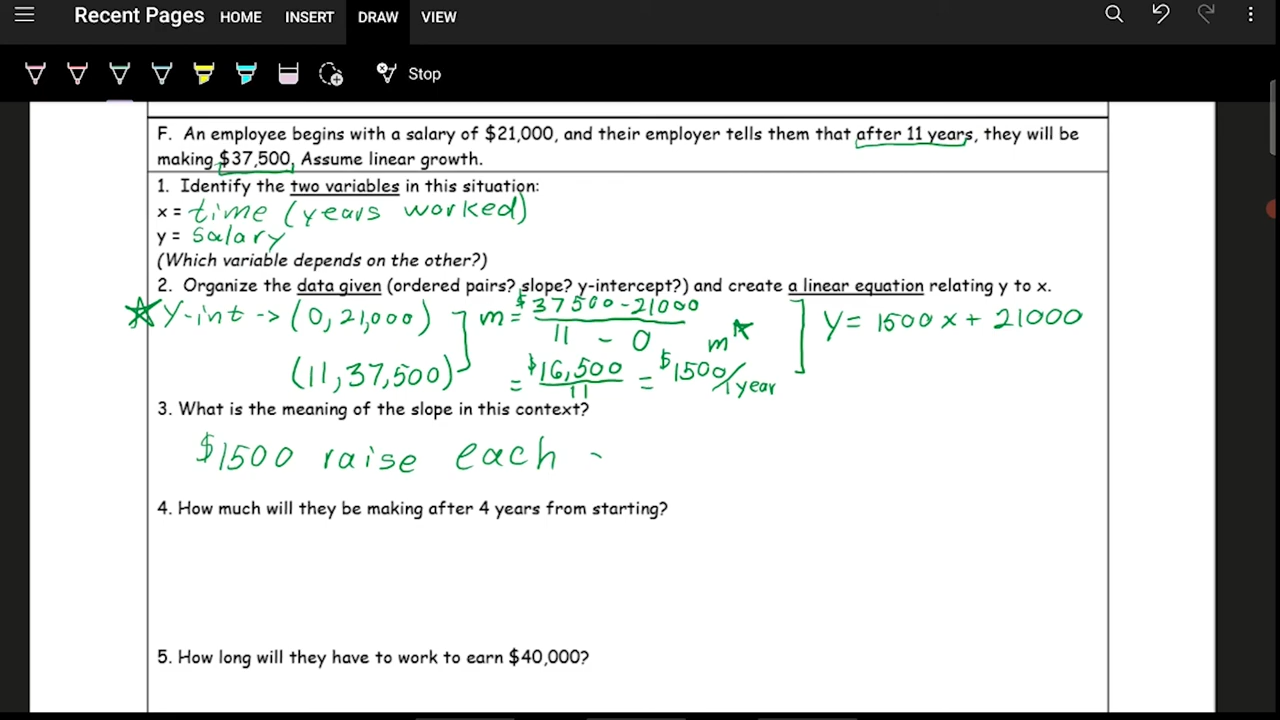 Recent Pages HOME INSERT DRAW VIEW
Stop
F. An employee begins with a salary of $21,000, and their employer tells them that after 11 years, they will be
making $37,500. Assume linear growth.
1. Identify the two variables in this situation:
x = time (years worked)
y = salary
(Which variable depends on the other?)
2. Organize the data given (ordered pairs? slope? y-intercept?) and create a linear equation relating y to x.
Y-int -> (0, 21,000) m = $37500-21000 / 11 - 0 y = 1500x + 21000
(11, 37,500) = $16,500 / 11 = $1500/1 year m
3. What is the meaning of the slope in this context?
$1500 raise each
4. How much will they be making after 4 years from starting?
5. How long will they have to work to earn $40,000?